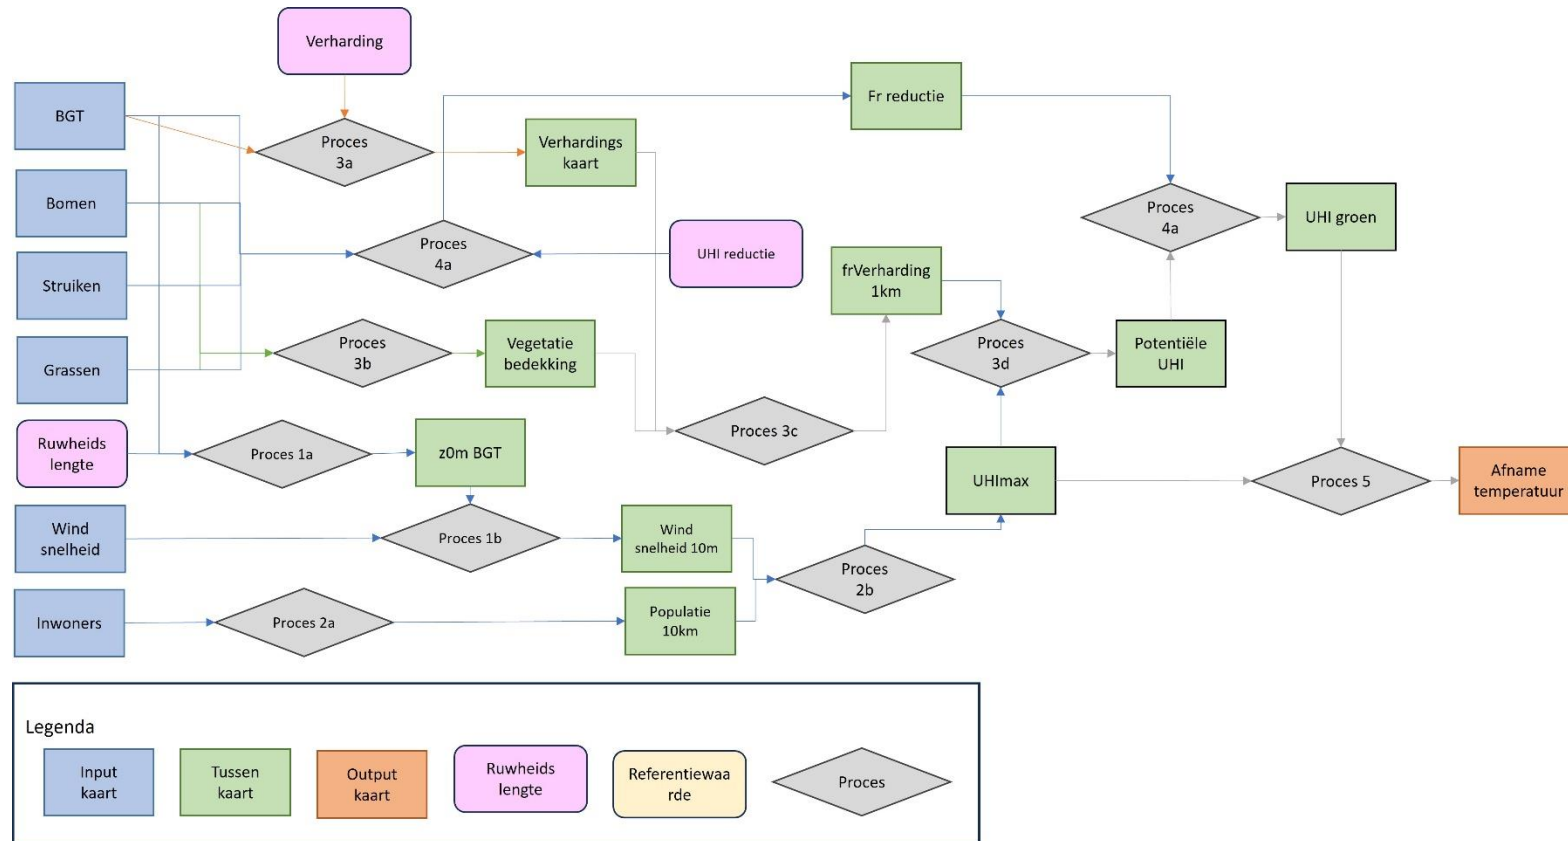 Verharding
BGT
Fr reductie
Proces
3a
Verhardings
kaart
Bomen
Proces
4a
UHI groen
Proces
4a
UHI reductie
Struiken
frVerharding
1km
Proces
3b
Vegetatie
bedekking
Proces
3d
Potentiële
UHI
Grassen
Proces 3c
Ruwheids
lengte
Proces 1a
z0m BGT
UHImax
Proces 5
Afname
temperatuur
Wind
snelheid
Proces 1b
Wind
snelheid 10m
Proces
2b
Inwoners
Proces 2a
Populatie
10km
Legenda
Input
kaart
Tussen
kaart
Output
kaart
Ruwheids
lengte
Referentiewaa
rde
Proces